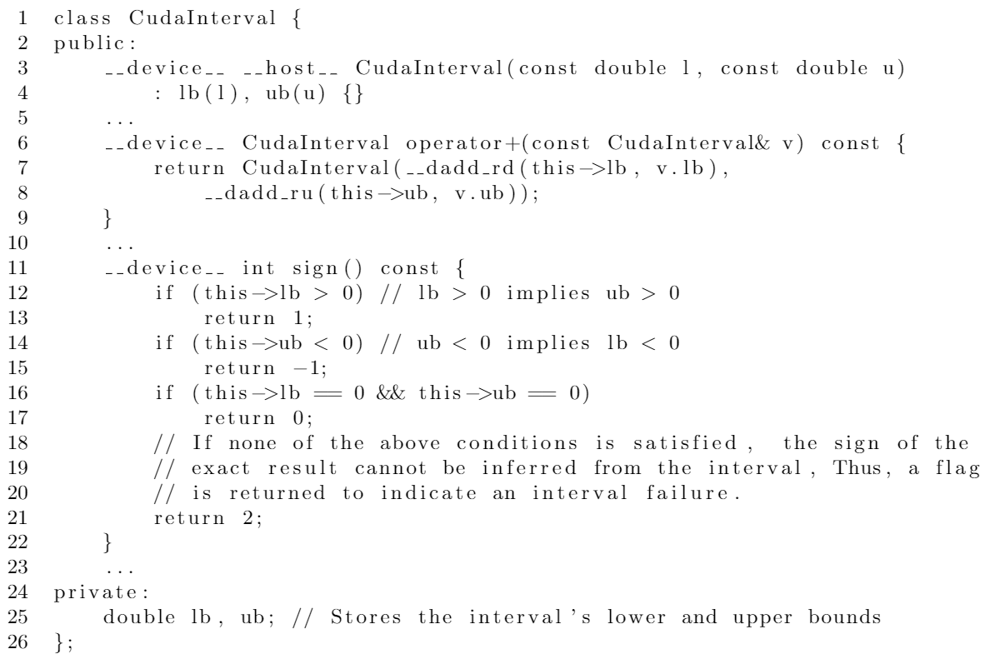 1 class CudaInterval {
2 public:
3     __device__ __host__ CudaInterval(const double l, const double u)
4         : lb(l), ub(u) {}
5     ...
6     __device__ CudaInterval operator+(const CudaInterval& v) const {
7         return CudaInterval(__dadd_rd(this->lb, v.lb),
8             __dadd_ru(this->ub, v.ub));
9     }
10     ...
11     __device__ int sign() const {
12         if (this->lb > 0) // lb > 0 implies ub > 0
13             return 1;
14         if (this->ub < 0) // ub < 0 implies lb < 0
15             return -1;
16         if (this->lb == 0 && this->ub == 0)
17             return 0;
18         // If none of the above conditions is satisfied, the sign of the
19         // exact result cannot be inferred from the interval, Thus, a flag
20         // is returned to indicate an interval failure.
21         return 2;
22     }
23     ...
24 private:
25     double lb, ub; // Stores the interval's lower and upper bounds
26 };